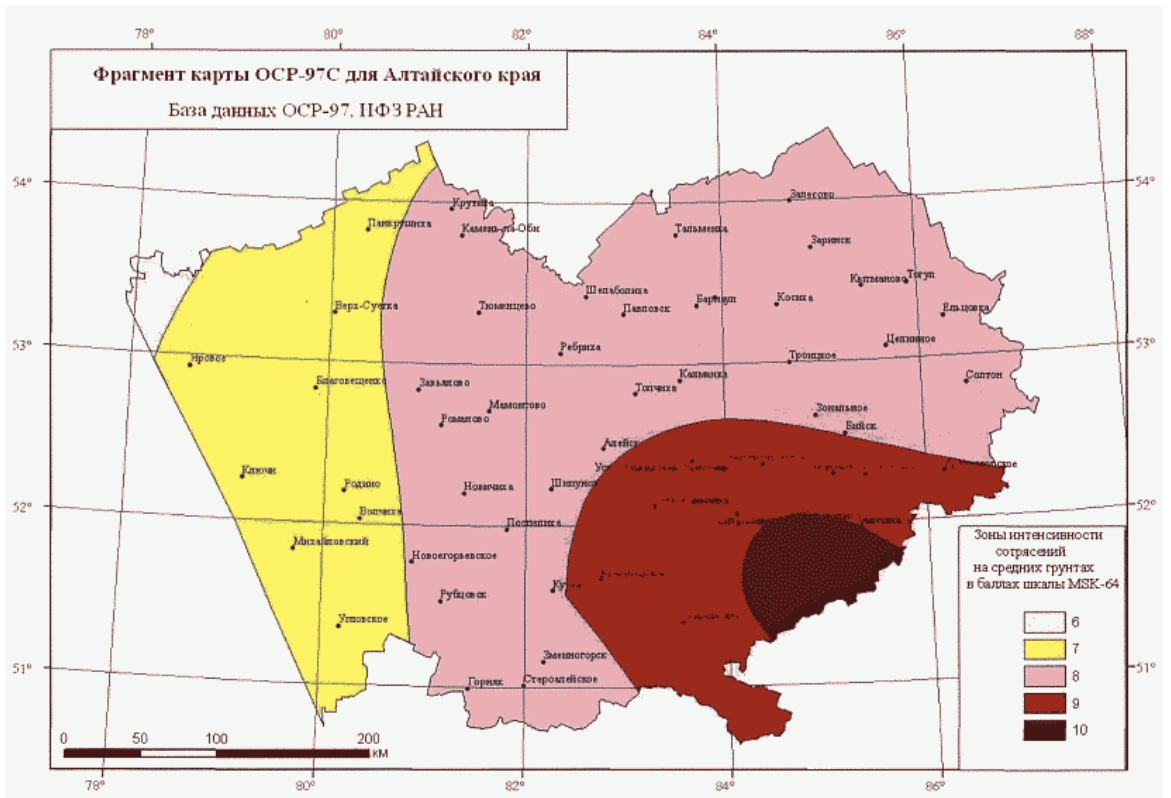 78°
80°
82°
84°
86°
88°
Фрагмент карты ОСР-97С для Алтайского края
База данных ОСР-97, ИФЗ РАН
54°
54°
Залесово
Крутиха
Панкрушиха
Камень-на-Оби
Тальменка
Заринск
Тогул
Кытманово
Шелаболиха
Барнаул
Косиха
Верх-Суетка
Тюменцево
Павловск
Ельцовка
53°
53°
Целинное
Ребриха
Яровое
Троицкое
Благовещенка
Завьялово
Калманка
Солтон
Топчиха
Мамонтово
Романово
Зональное
Бийск
Алейск
Ключи
Родино
Новичиха
Шипуново
52°
52°
Волчиха
Поспелиха
Михайловский
Новоегорьевское
Рубцовск
Угловское
Змеиногорск
51°
51°
Горняк
Староалейское
Зоны интенсивности
сотрясений
на средних грунтах
в баллах шкалы MSK-64
6
7
8
9
10
0
50
100
200
км
78°
80°
82°
84°
86°